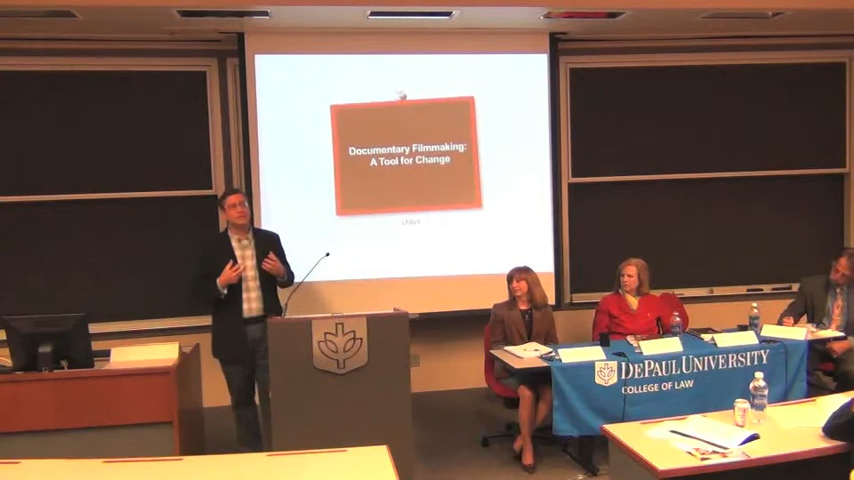 Documentary Filmmaking:
A Tool for Change
DEPAUL UNIVERSITY
COLLEGE OF LAW